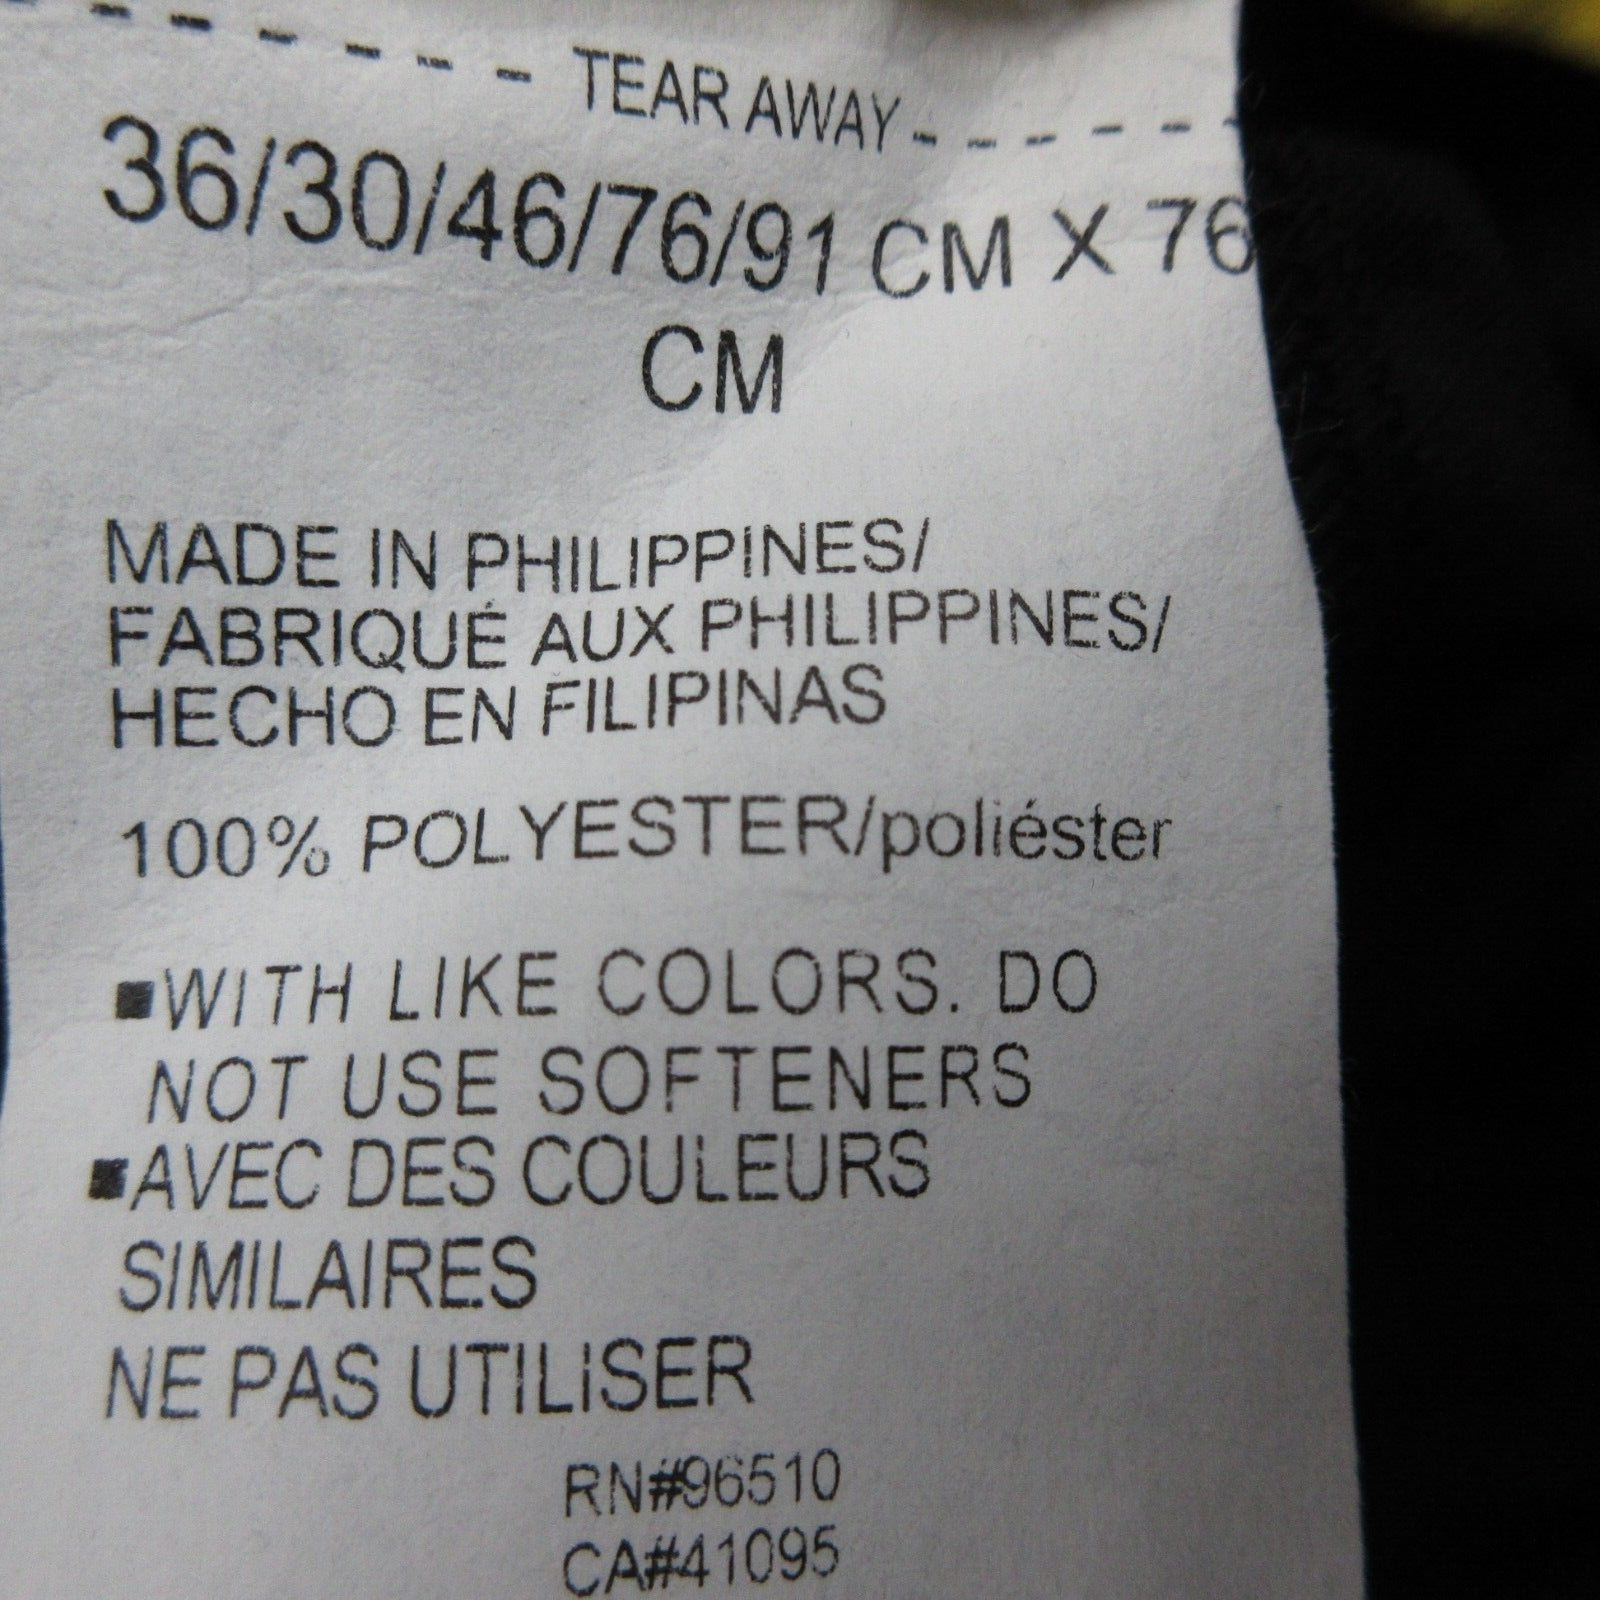 TEAR AWAY
36/30/46/76/91 CM X 76
CM
MADE IN PHILIPPINES/
FABRIQUÉ AUX PHILIPPINES/
HECHO EN FILIPINAS
100% POLYESTER/poliéster
▪WITH LIKE COLORS. DO
NOT USE SOFTENERS
▪AVEC DES COULEURS
SIMILAIRES
NE PAS UTILISER
RN#96510
CA#41095